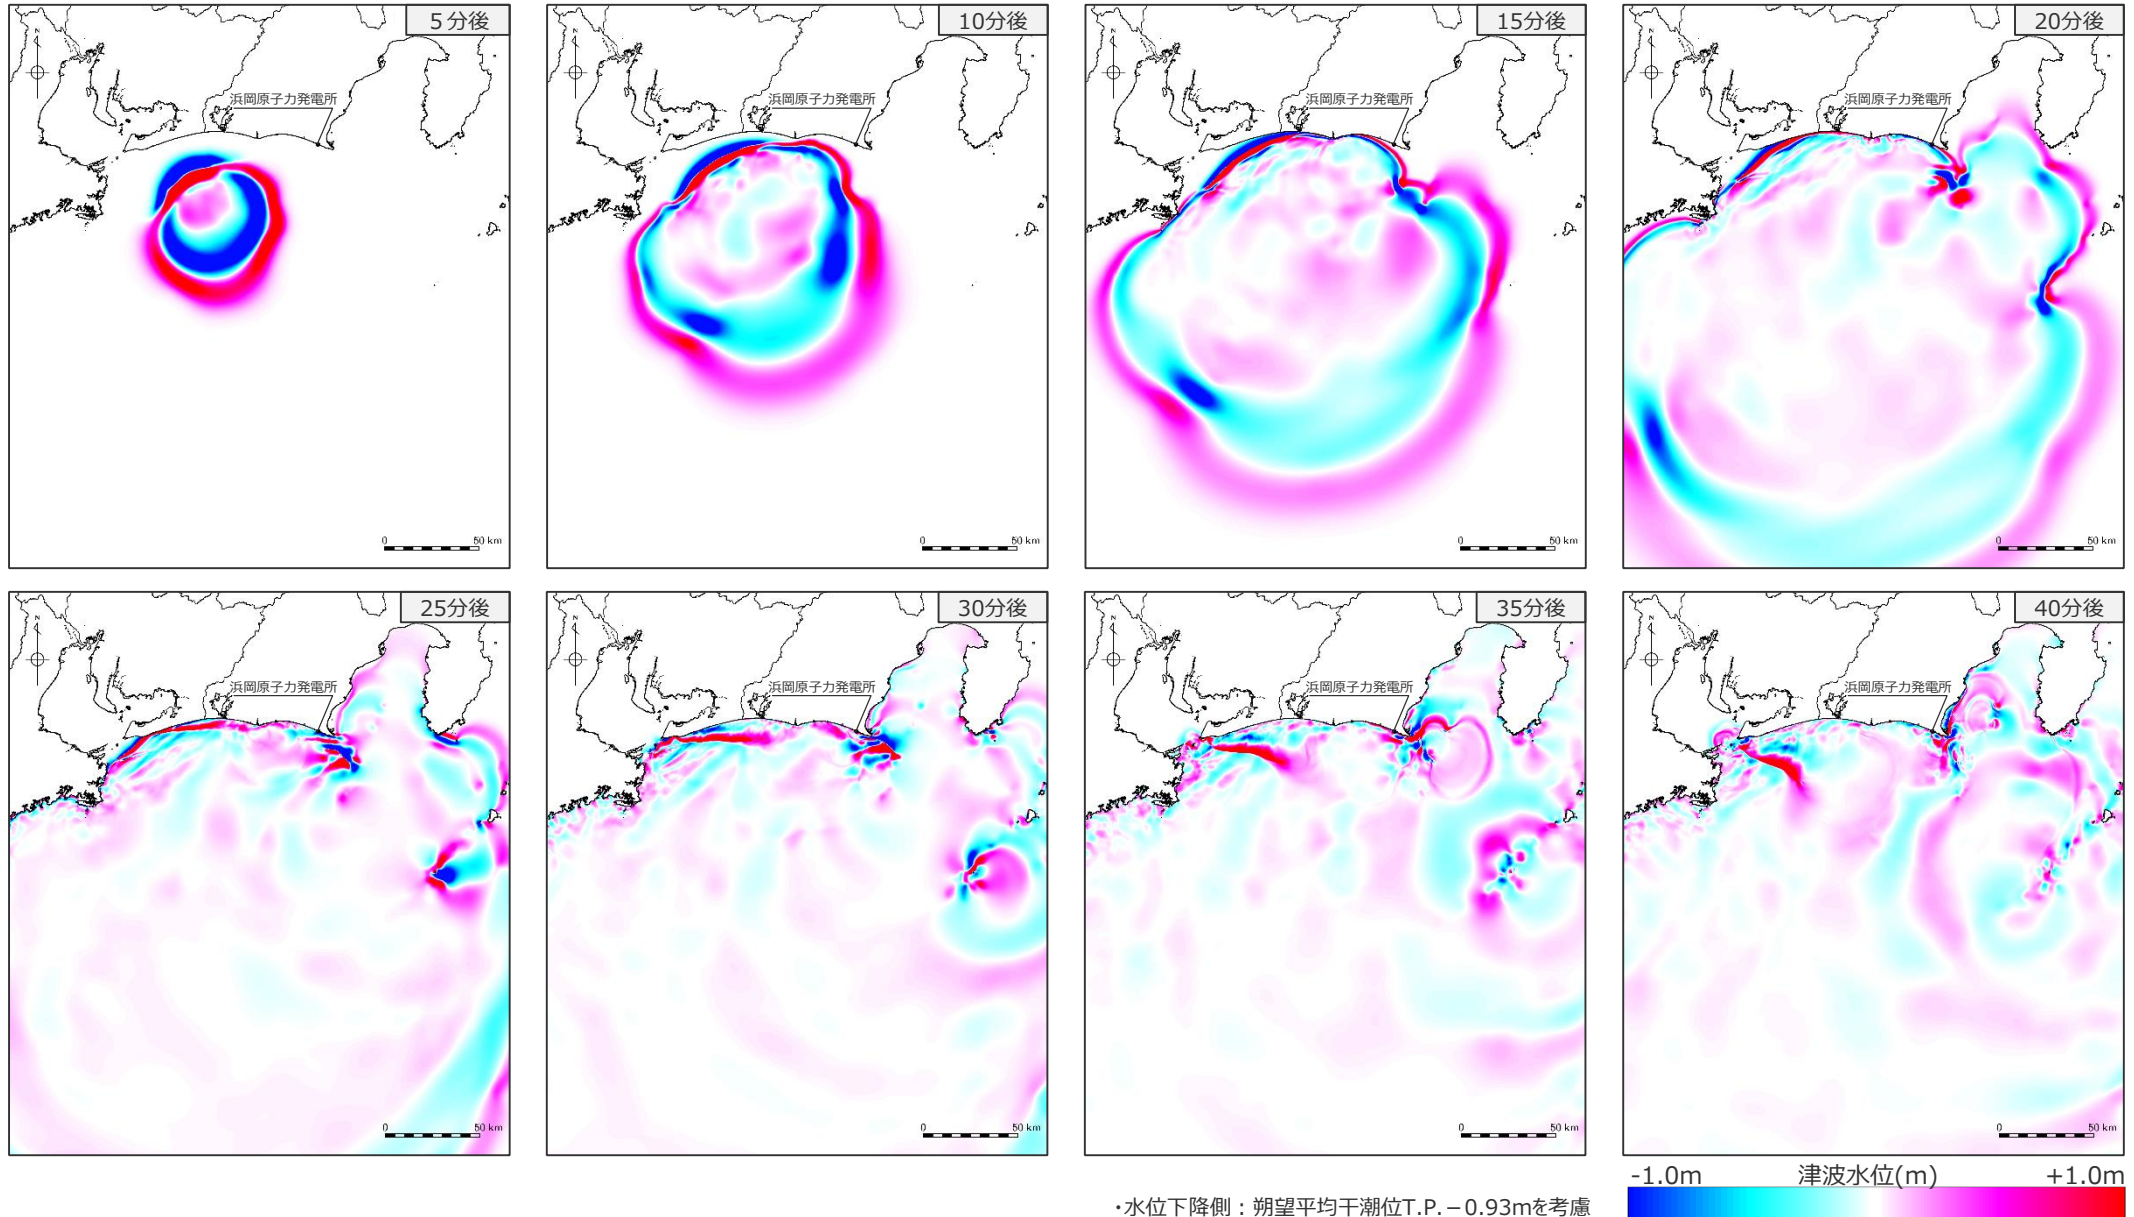 5分後
10分後
15分後
20分後
N
N
N
N
浜岡原子力発電所
浜岡原子力発電所
浜岡原子力発電所
浜岡原子力発電所
0 50 km
0 50 km
0 50 km
0 50 km
25分後
30分後
35分後
40分後
N
N
N
N
浜岡原子力発電所
浜岡原子力発電所
浜岡原子力発電所
浜岡原子力発電所
0 50 km
0 50 km
0 50 km
0 50 km
-1.0m 津波水位(m) +1.0m
・水位下降側：朔望平均干潮位T.P.－0.93mを考慮